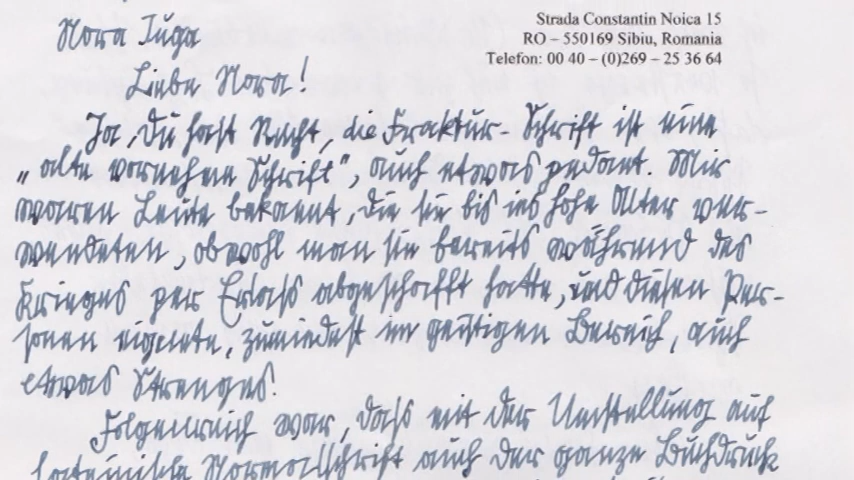 Strada Constantin Noica 15
RO – 550169 Sibiu, Romania
Telefon: 00 40 – (0)269 – 25 36 64
Nora Iuga
Liebe Nora!
Ja, Du hast Recht, die Fraktur-Schrift ist eine
„alte vornehme Schrift", auch etwas pedant. Mir
waren Leute bekannt, die sie bis ins hohe Alter ver-
wendeten, obwohl man sie bereits während des
Krieges per Erlass abgeschafft hatte, und diesen Per-
sonen eignete, zumindest im geistigen Bereich, auch
etwas Strenges.
Folgenreich war, dass mit der Umstellung auf
lateinische Normalschrift auch der ganze Buchdruck